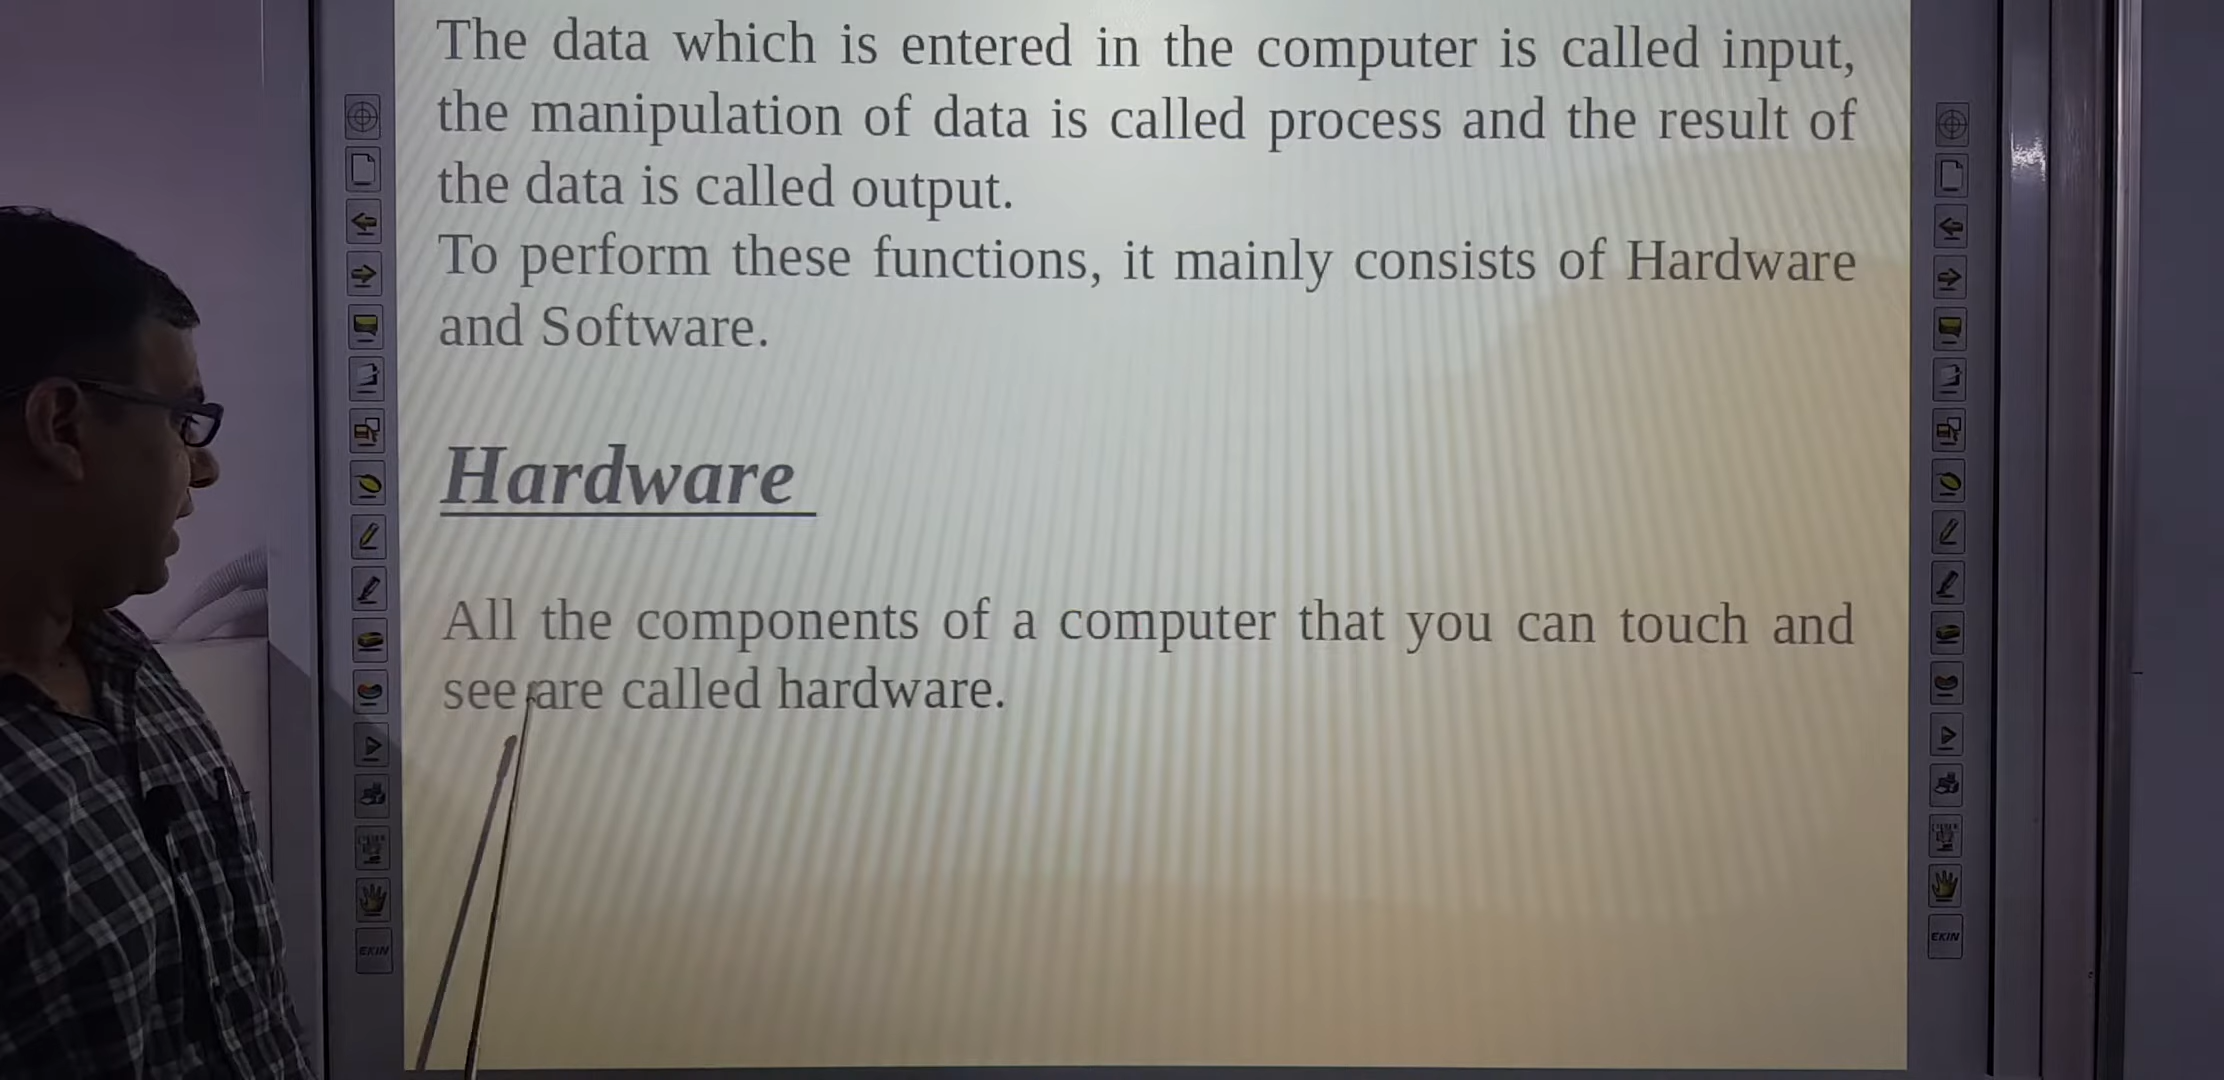 The data which is entered in the computer is called input,
the manipulation of data is called process and the result of
the data is called output.
To perform these functions, it mainly consists of Hardware
and Software.
Hardware
All the components of a computer that you can touch and
see are called hardware.
EKIN
EKIN